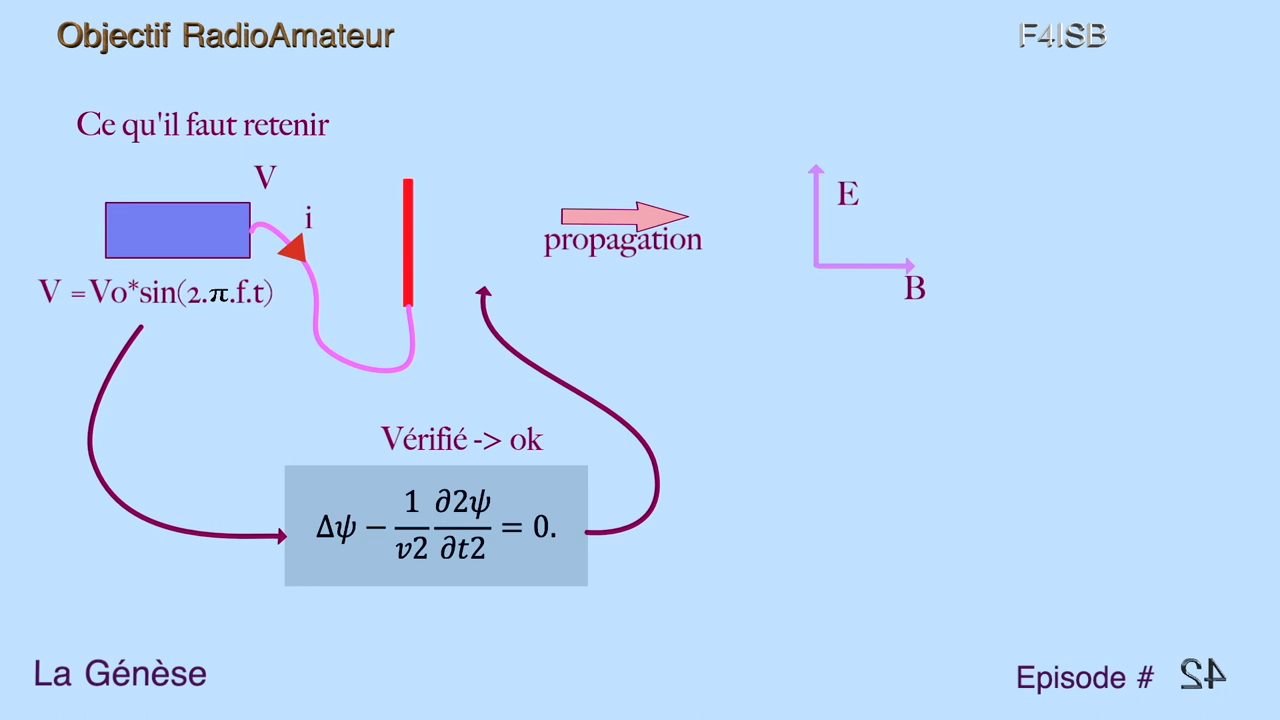 Objectif RadioAmateur
F4ISB
Ce qu'il faut retenir
V
i
E
propagation
B
V =Vo*sin(2.π.f.t)
Vérifié -> ok
Δψ − 1/v2 ∂2ψ/∂t2 = 0.
La Génèse
Episode # 42